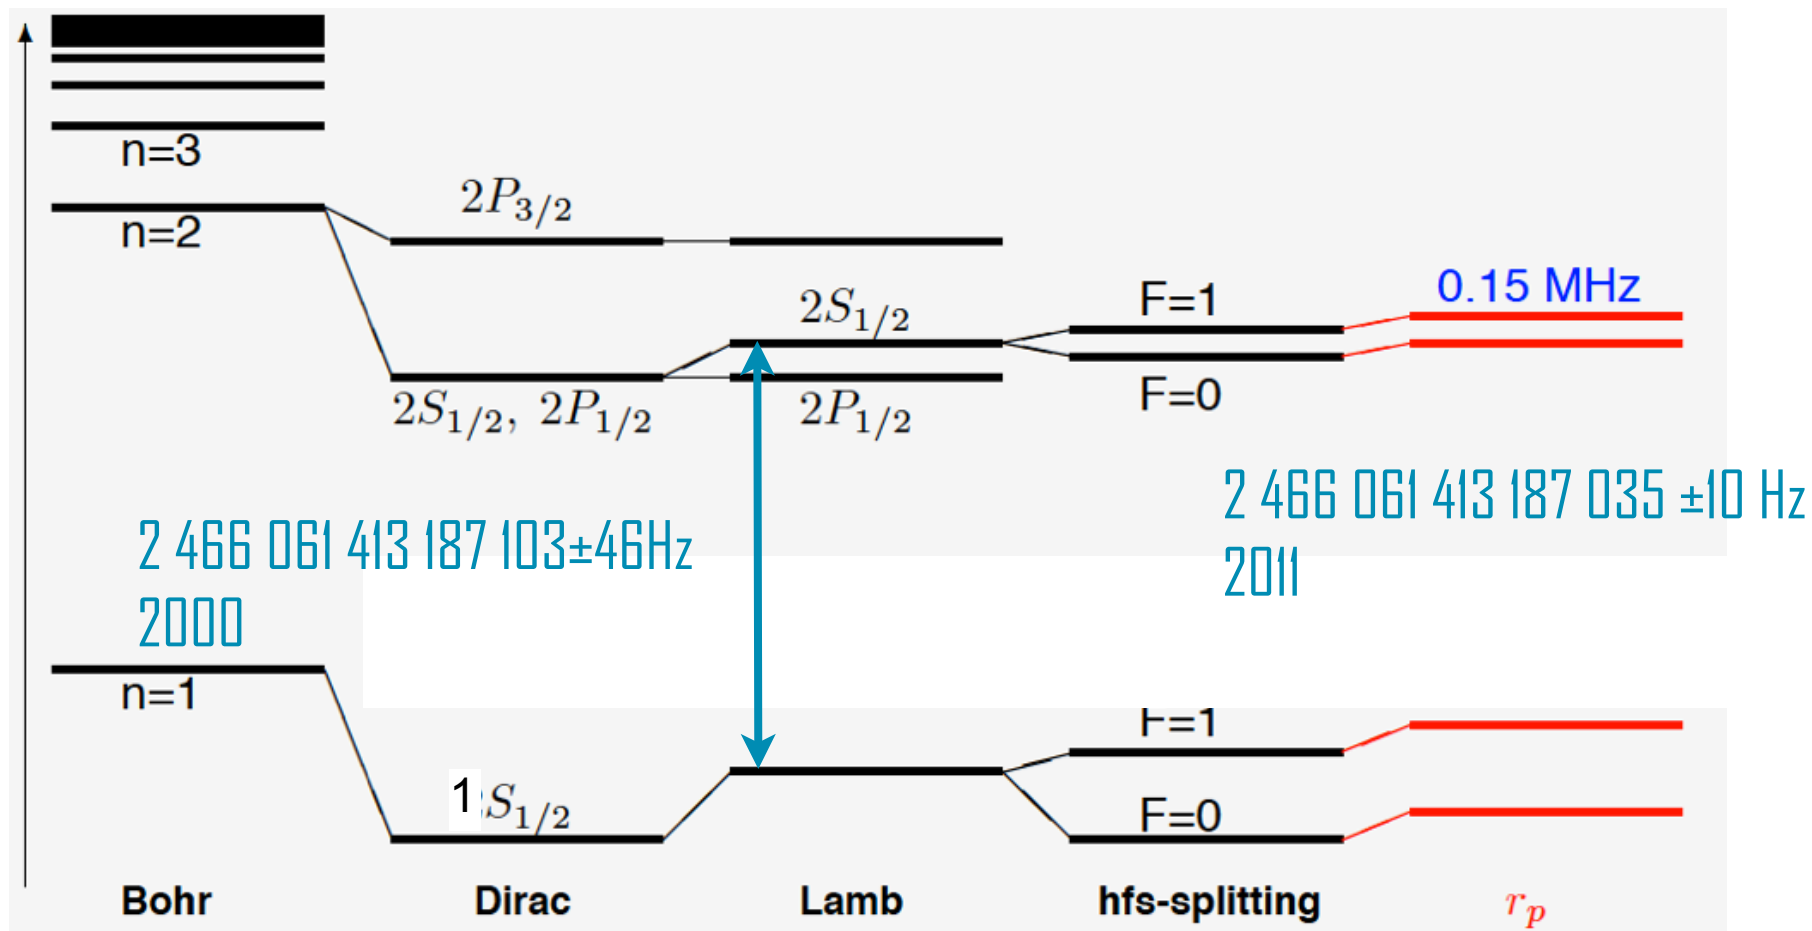 n=3
n=2
2P3/2
2S1/2, 2P1/2
2S1/2
2P1/2
F=1
F=0
0.15 MHz
2 466 061 413 187 103±46Hz
2000
2 466 061 413 187 035 ±10 Hz
2011
n=1
1S1/2
F=1
F=0
Bohr
Dirac
Lamb
hfs-splitting
rp